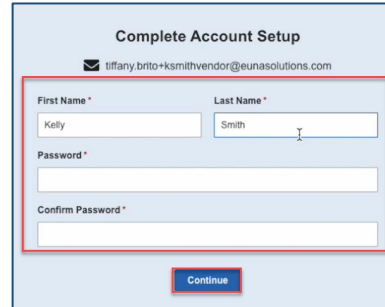 Complete Account Setup
tiffany.brito+ksmithvendor@eunasolutions.com
First Name * Last Name *
Kelly Smith
Password *
Confirm Password *
Continue